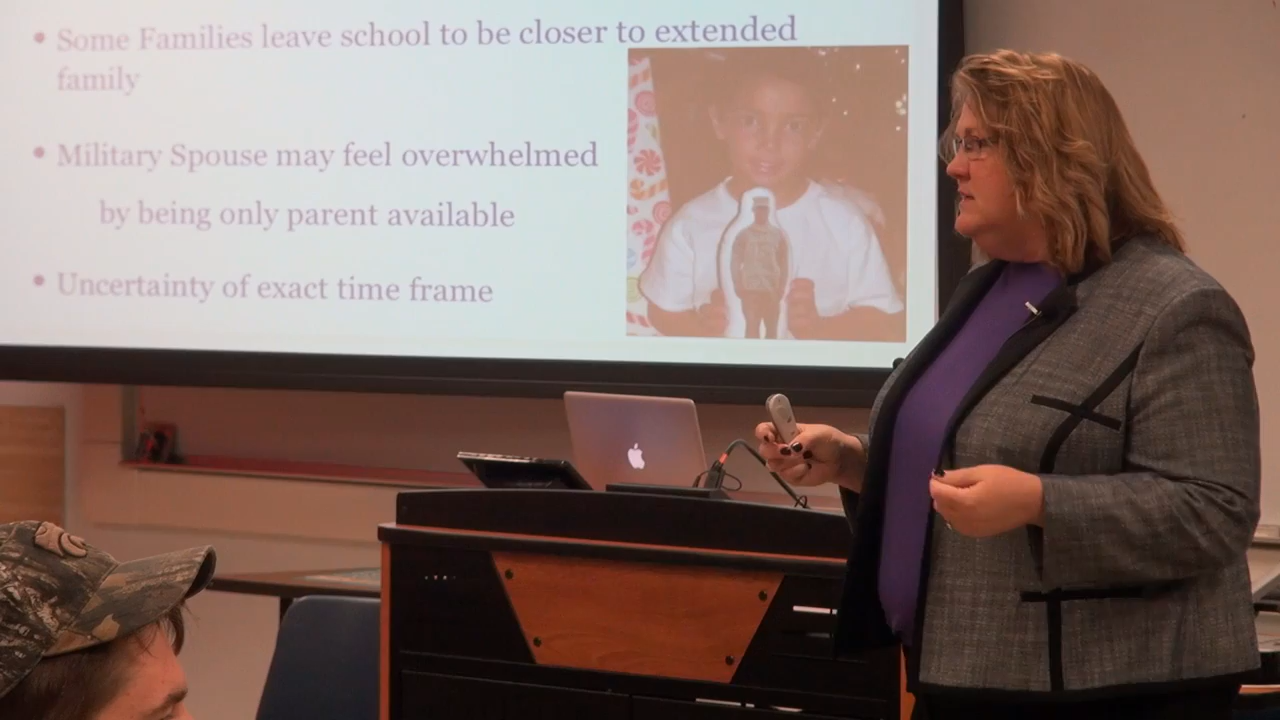 • Some Families leave school to be closer to extended
family
• Military Spouse may feel overwhelmed
by being only parent available
• Uncertainty of exact time frame